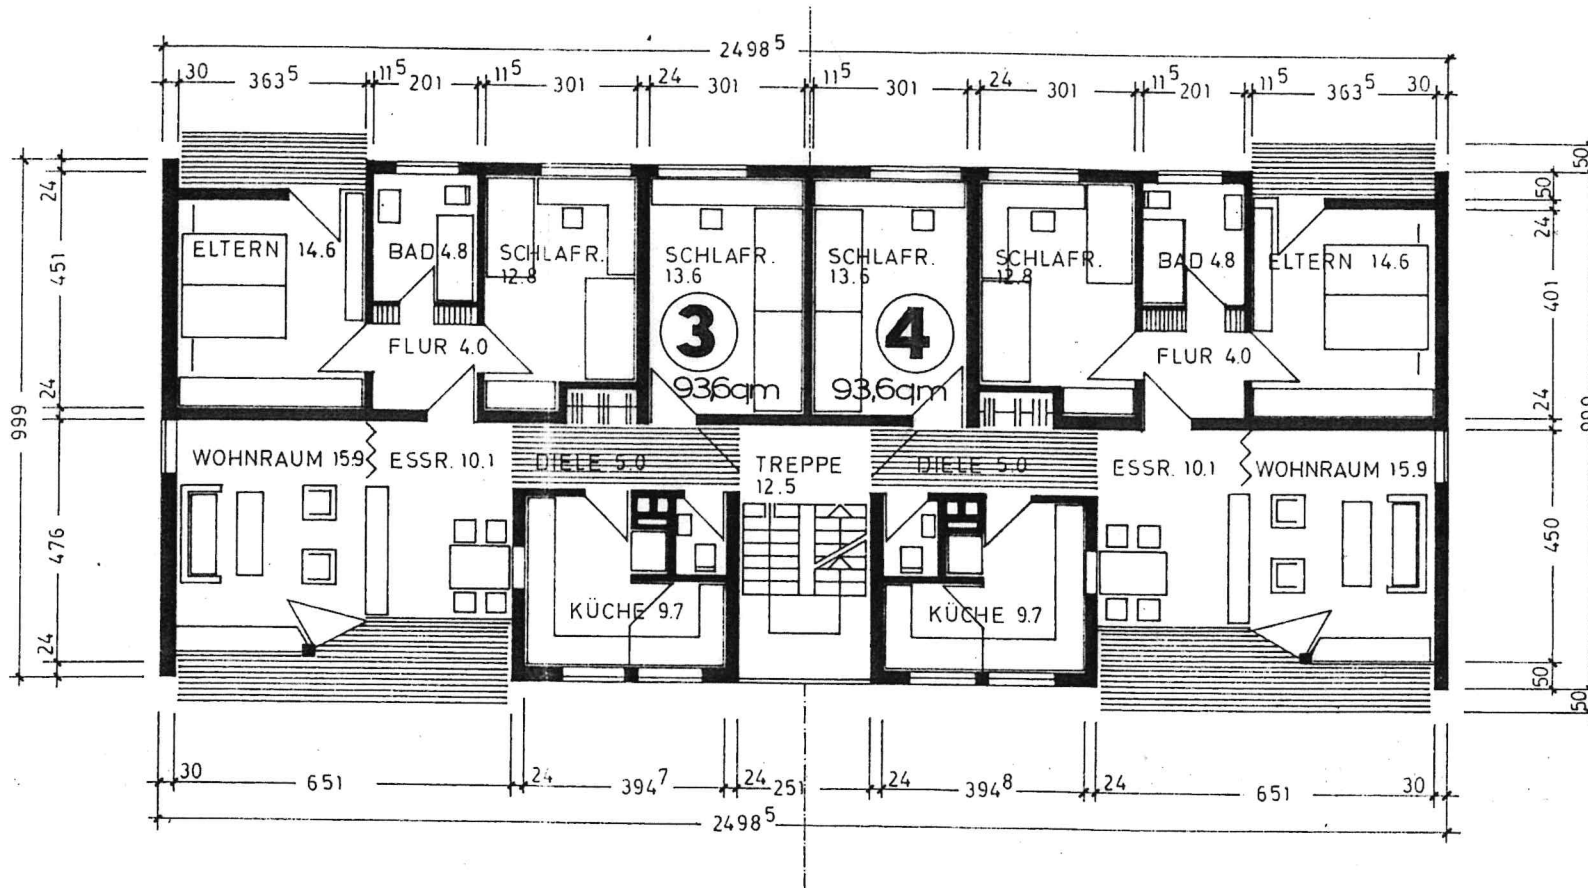 2498⁵
30 363⁵ 11⁵ 201 11⁵ 301 24 301 11⁵ 301 24 301 11⁵ 201 11⁵ 363⁵ 30
ELTERN 14.6
BAD 4.8
SCHLAFR.
12.8
SCHLAFR.
13.6
SCHLAFR.
13.6
SCHLAFR.
12.8
BAD 4.8
ELTERN 14.6
3
4
FLUR 4.0
93,6qm
93,6qm
FLUR 4.0
WOHNRAUM 15.9
ESSR. 10.1
DIELE 5.0
TREPPE
12.5
DIELE 5.0
ESSR. 10.1
WOHNRAUM 15.9
KÜCHE 9.7
KÜCHE 9.7
999
24
451
24
476
24
50
24
401
24
450
50
50
999
50
30 651 24 394⁷ 24 251 24 394⁸ 24 651 30
2498⁵